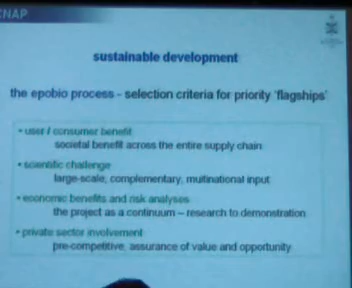 CNAP
sustainable development
the epobio process - selection criteria for priority 'flagships'
• user / consumer benefit
societal benefit across the entire supply chain
• scientific challenge
large-scale, complementary, multinational input
• economic benefits and risk analyses
the project as a continuum – research to demonstration
• private sector involvement
pre-competitive, assurance of value and opportunity